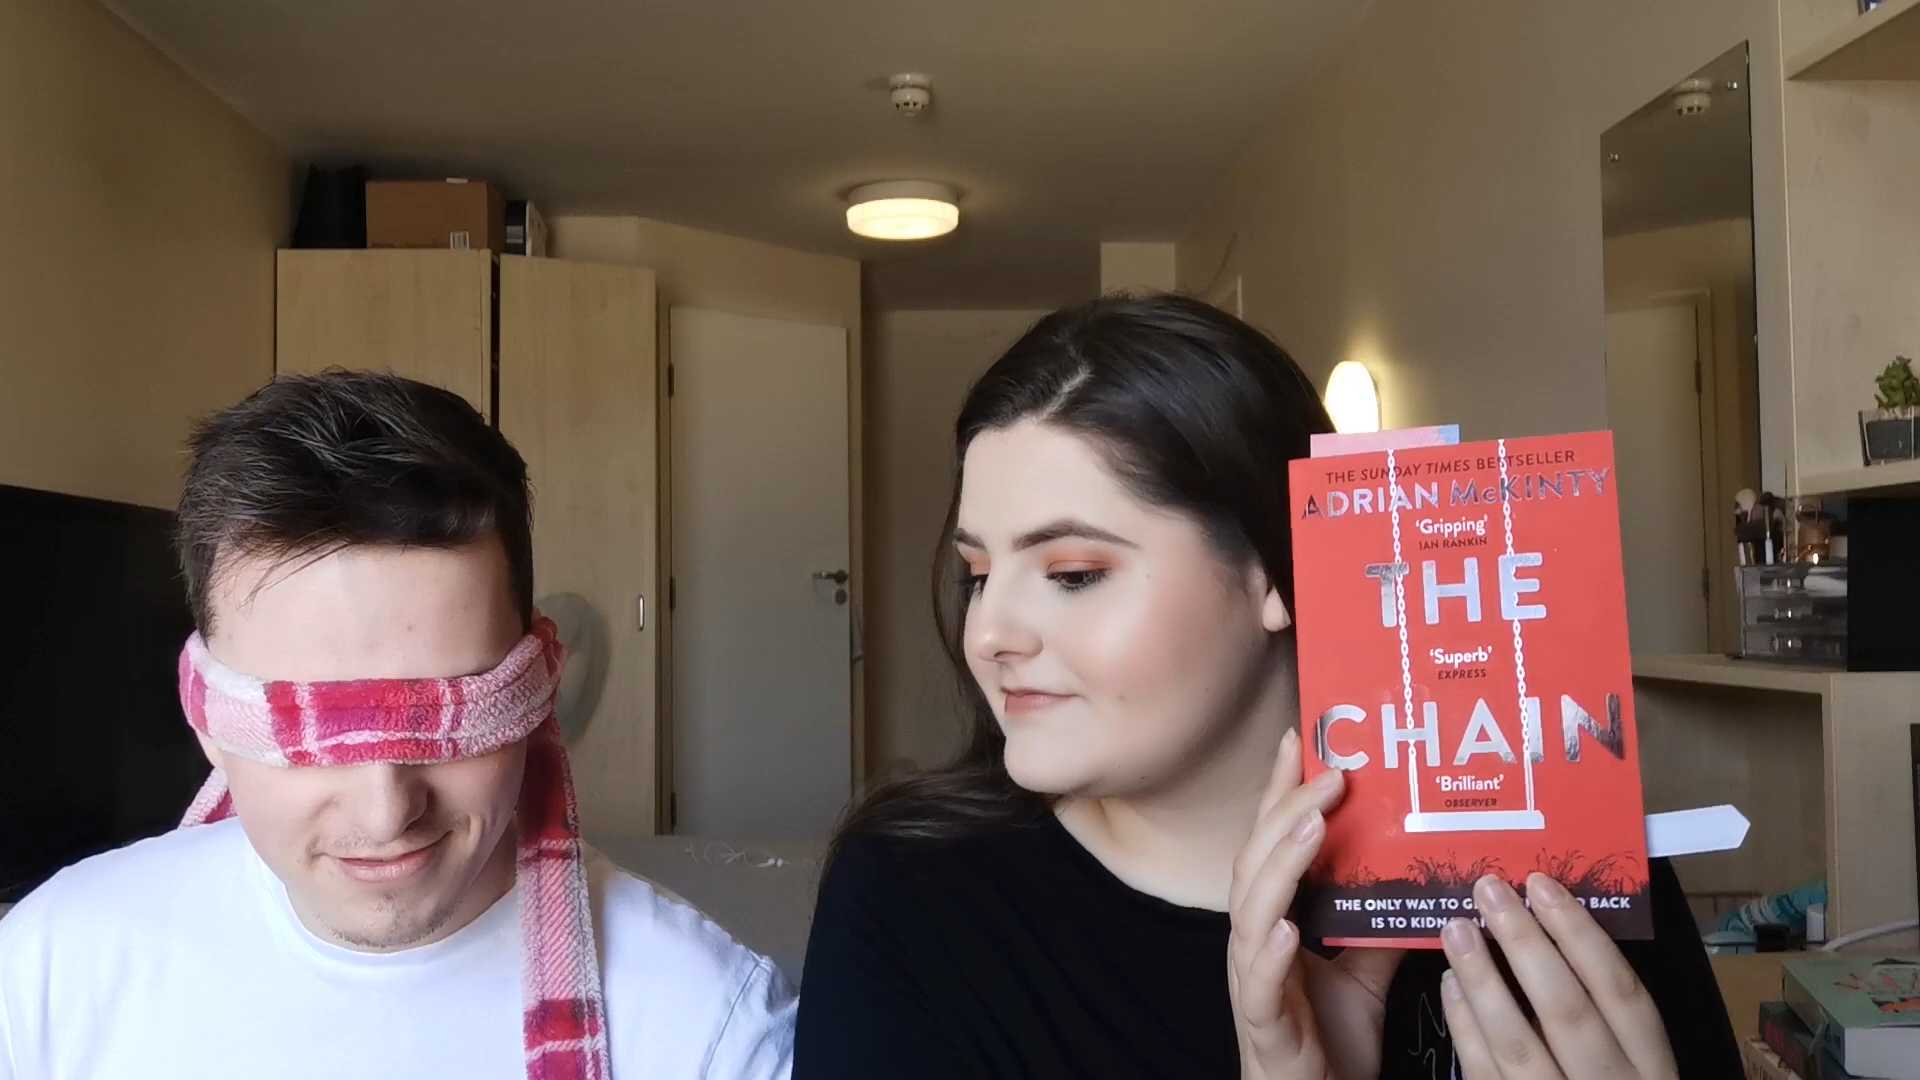 THE SUNDAY TIMES BESTSELLER
ADRIAN McKINTY
'Gripping'
IAN RANKIN
THE
'Superb'
EXPRESS
CHAIN
'Brilliant'
OBSERVER
THE ONLY WAY TO BACK
IS TO